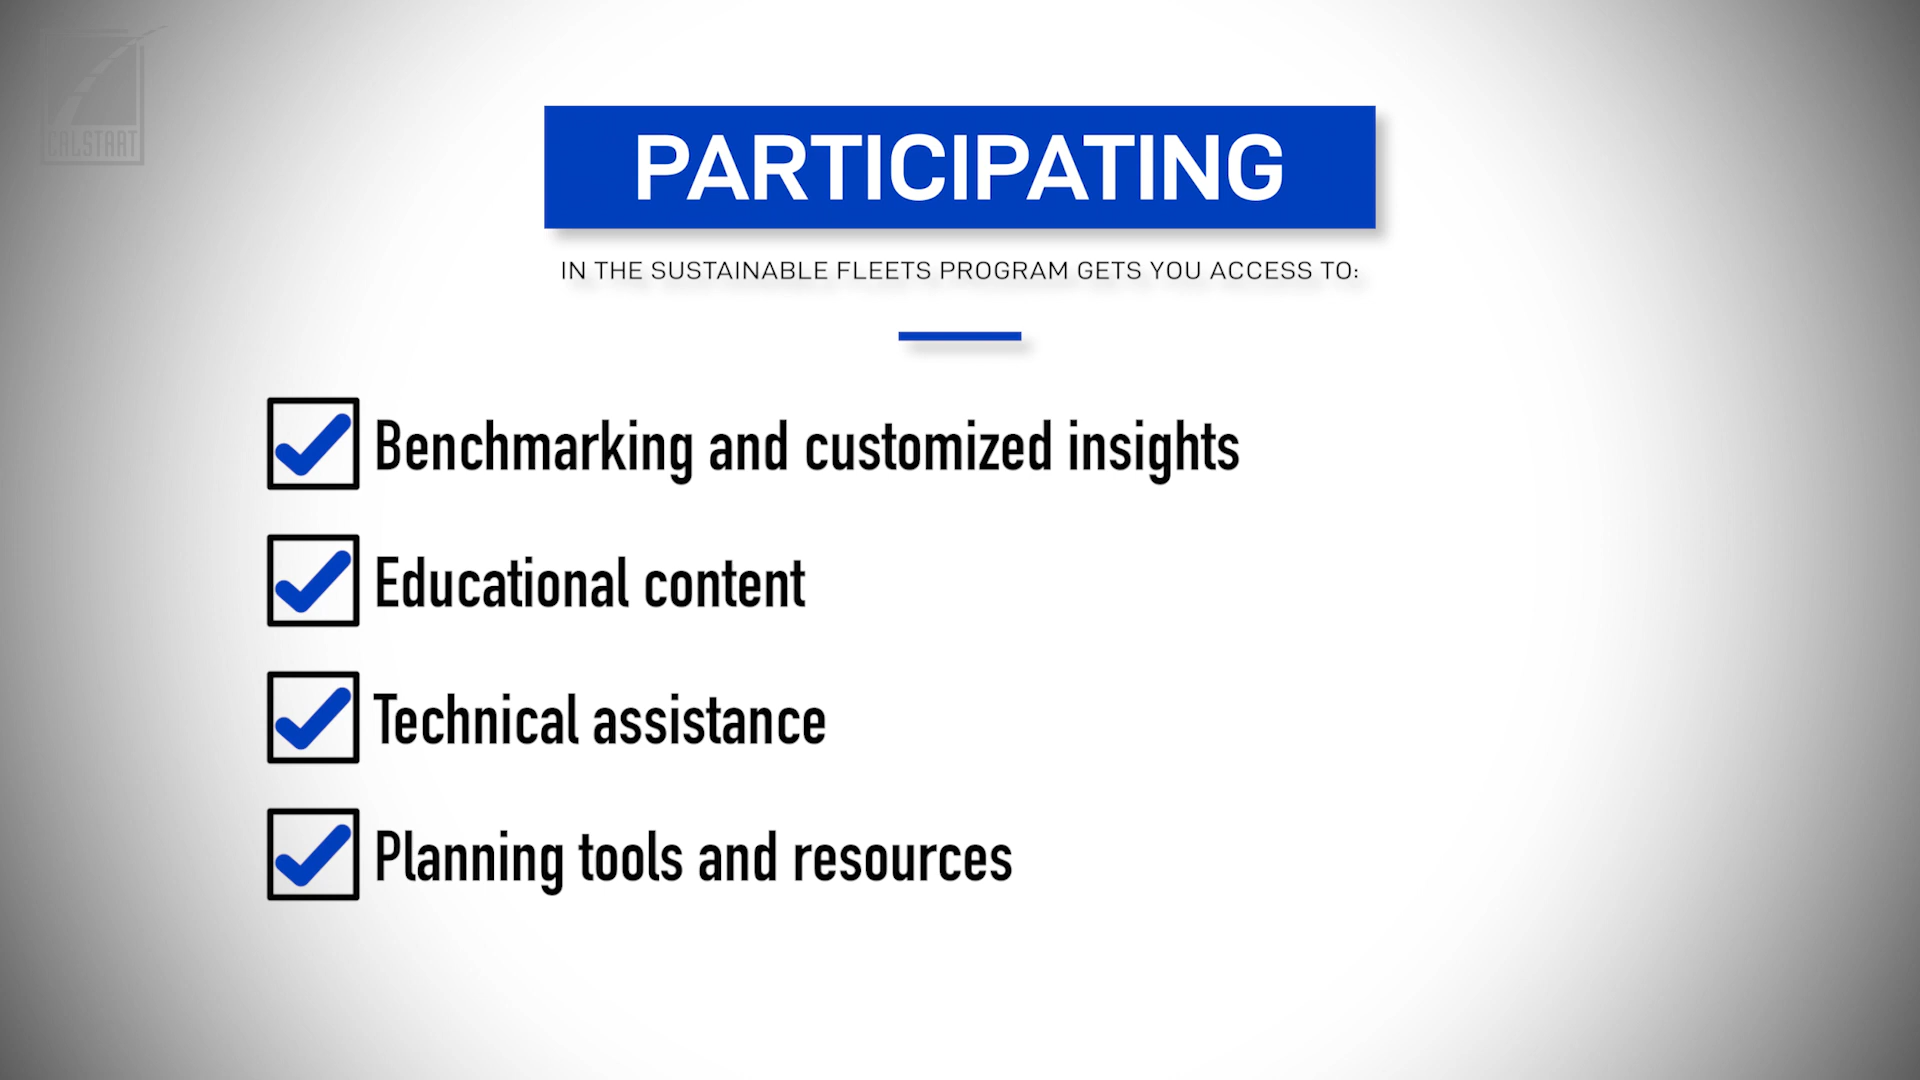 CALSTART
PARTICIPATING
IN THE SUSTAINABLE FLEETS PROGRAM GETS YOU ACCESS TO:
Benchmarking and customized insights
Educational content
Technical assistance
Planning tools and resources